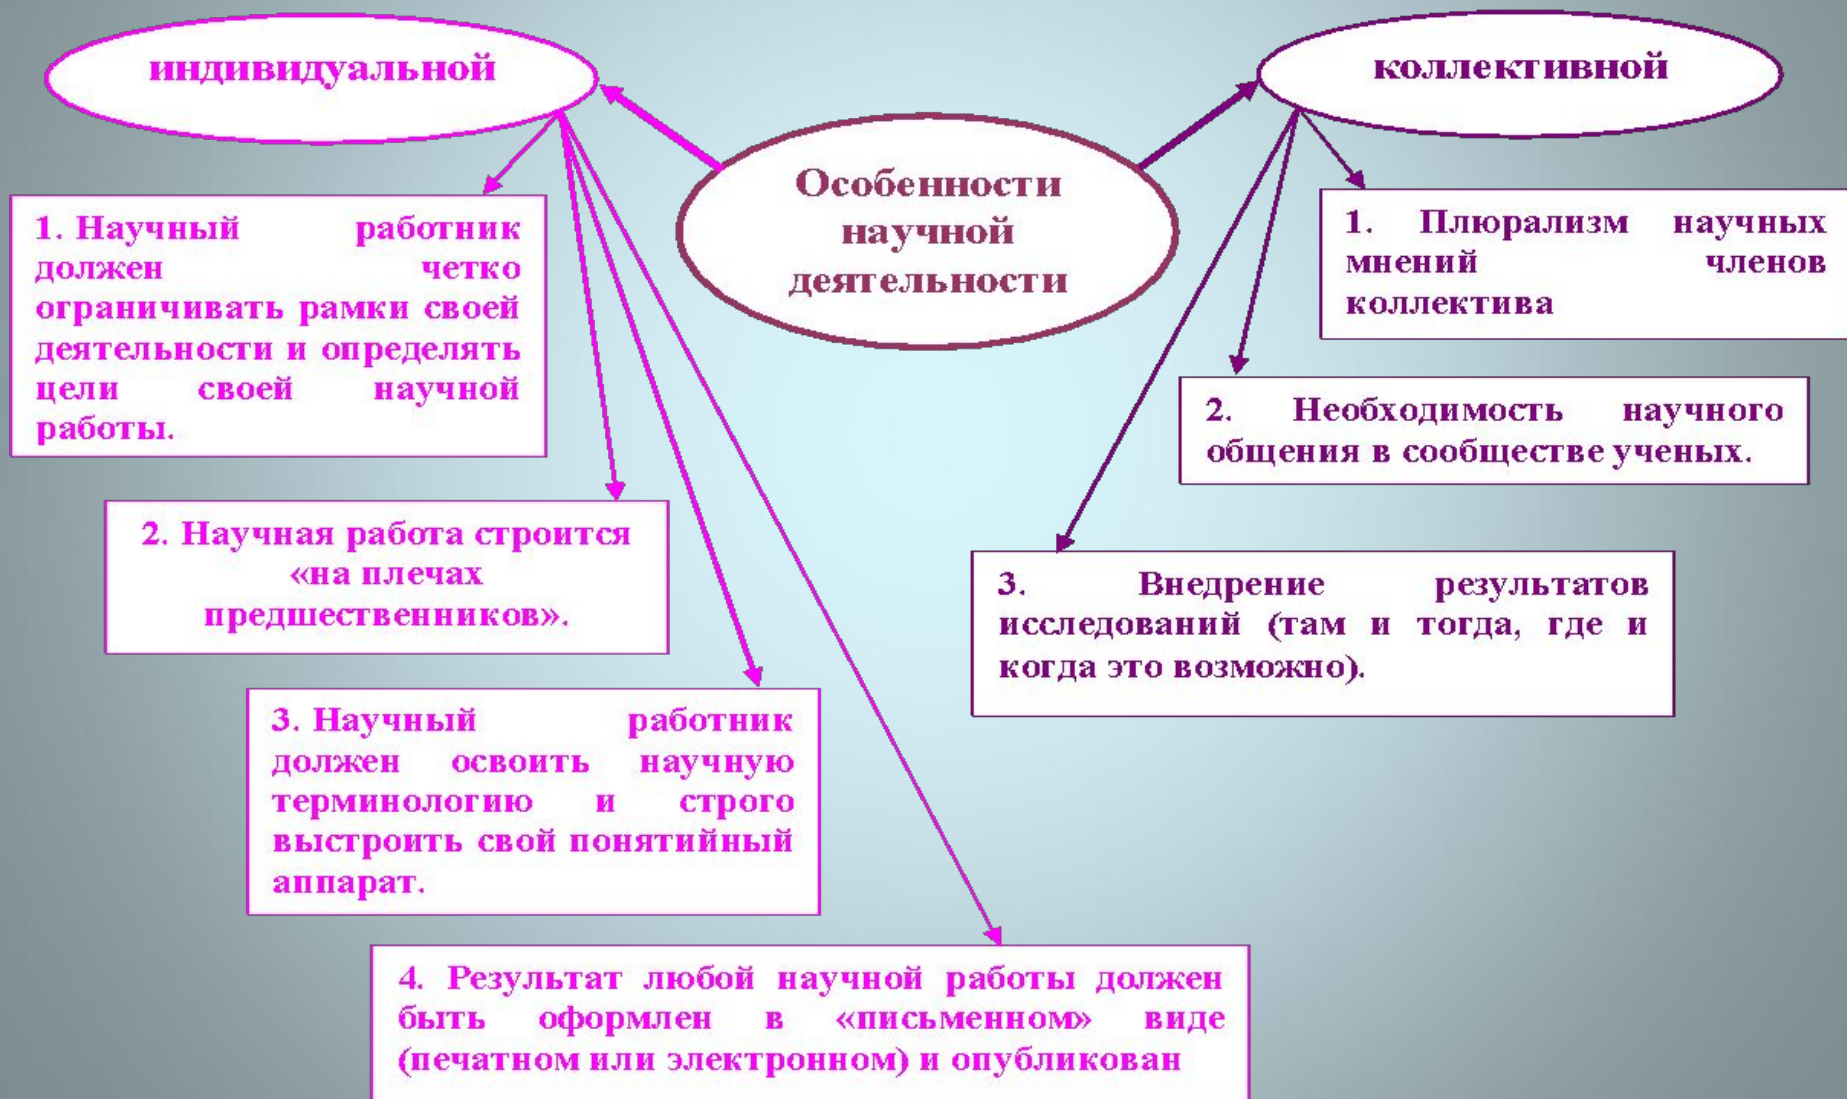 индивидуальной
коллективной
Особенности
научной
деятельности
1. Научный работник
должен четко
ограничивать рамки своей
деятельности и определять
цели своей научной
работы.
2. Научная работа строится
«на плечах
предшественников».
3. Научный работник
должен освоить научную
терминологию и строго
выстроить свой понятийный
аппарат.
4. Результат любой научной работы должен
быть оформлен в «письменном» виде
(печатном или электронном) и опубликован
1. Плюрализм научных
мнений членов
коллектива
2. Необходимость научного
общения в сообществе ученых.
3. Внедрение результатов
исследований (там и тогда, где и
когда это возможно).